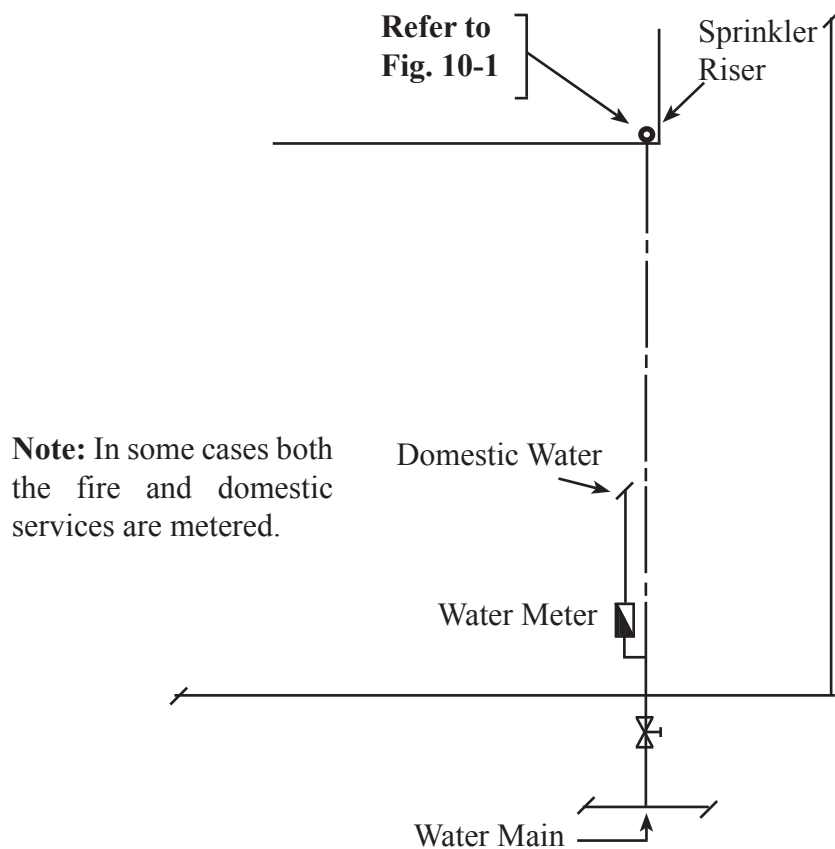 Refer to
Fig. 10-1
Sprinkler
Riser
Note: In some cases both
the fire and domestic
services are metered.
Domestic Water
Water Meter
Water Main